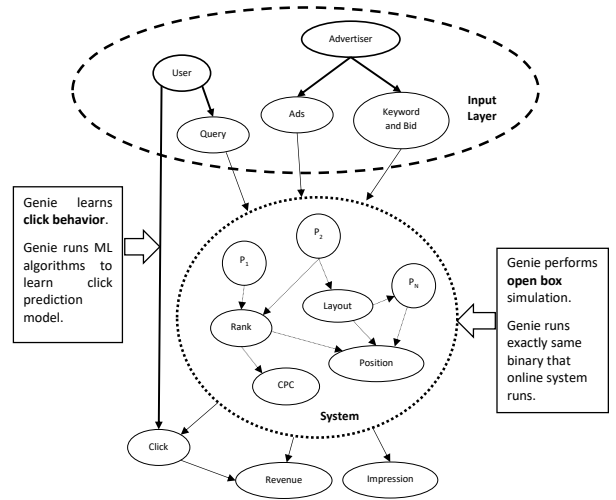 Advertiser
User
Ads
Keyword
and Bid
Input
Layer
Query
Genie learns
click behavior.
Genie runs ML
algorithms to
learn click
prediction
model.
P1
P2
PN
Layout
Rank
Position
CPC
System
Genie performs
open box
simulation.
Genie runs
exactly same
binary that
online system
runs.
Click
Revenue
Impression